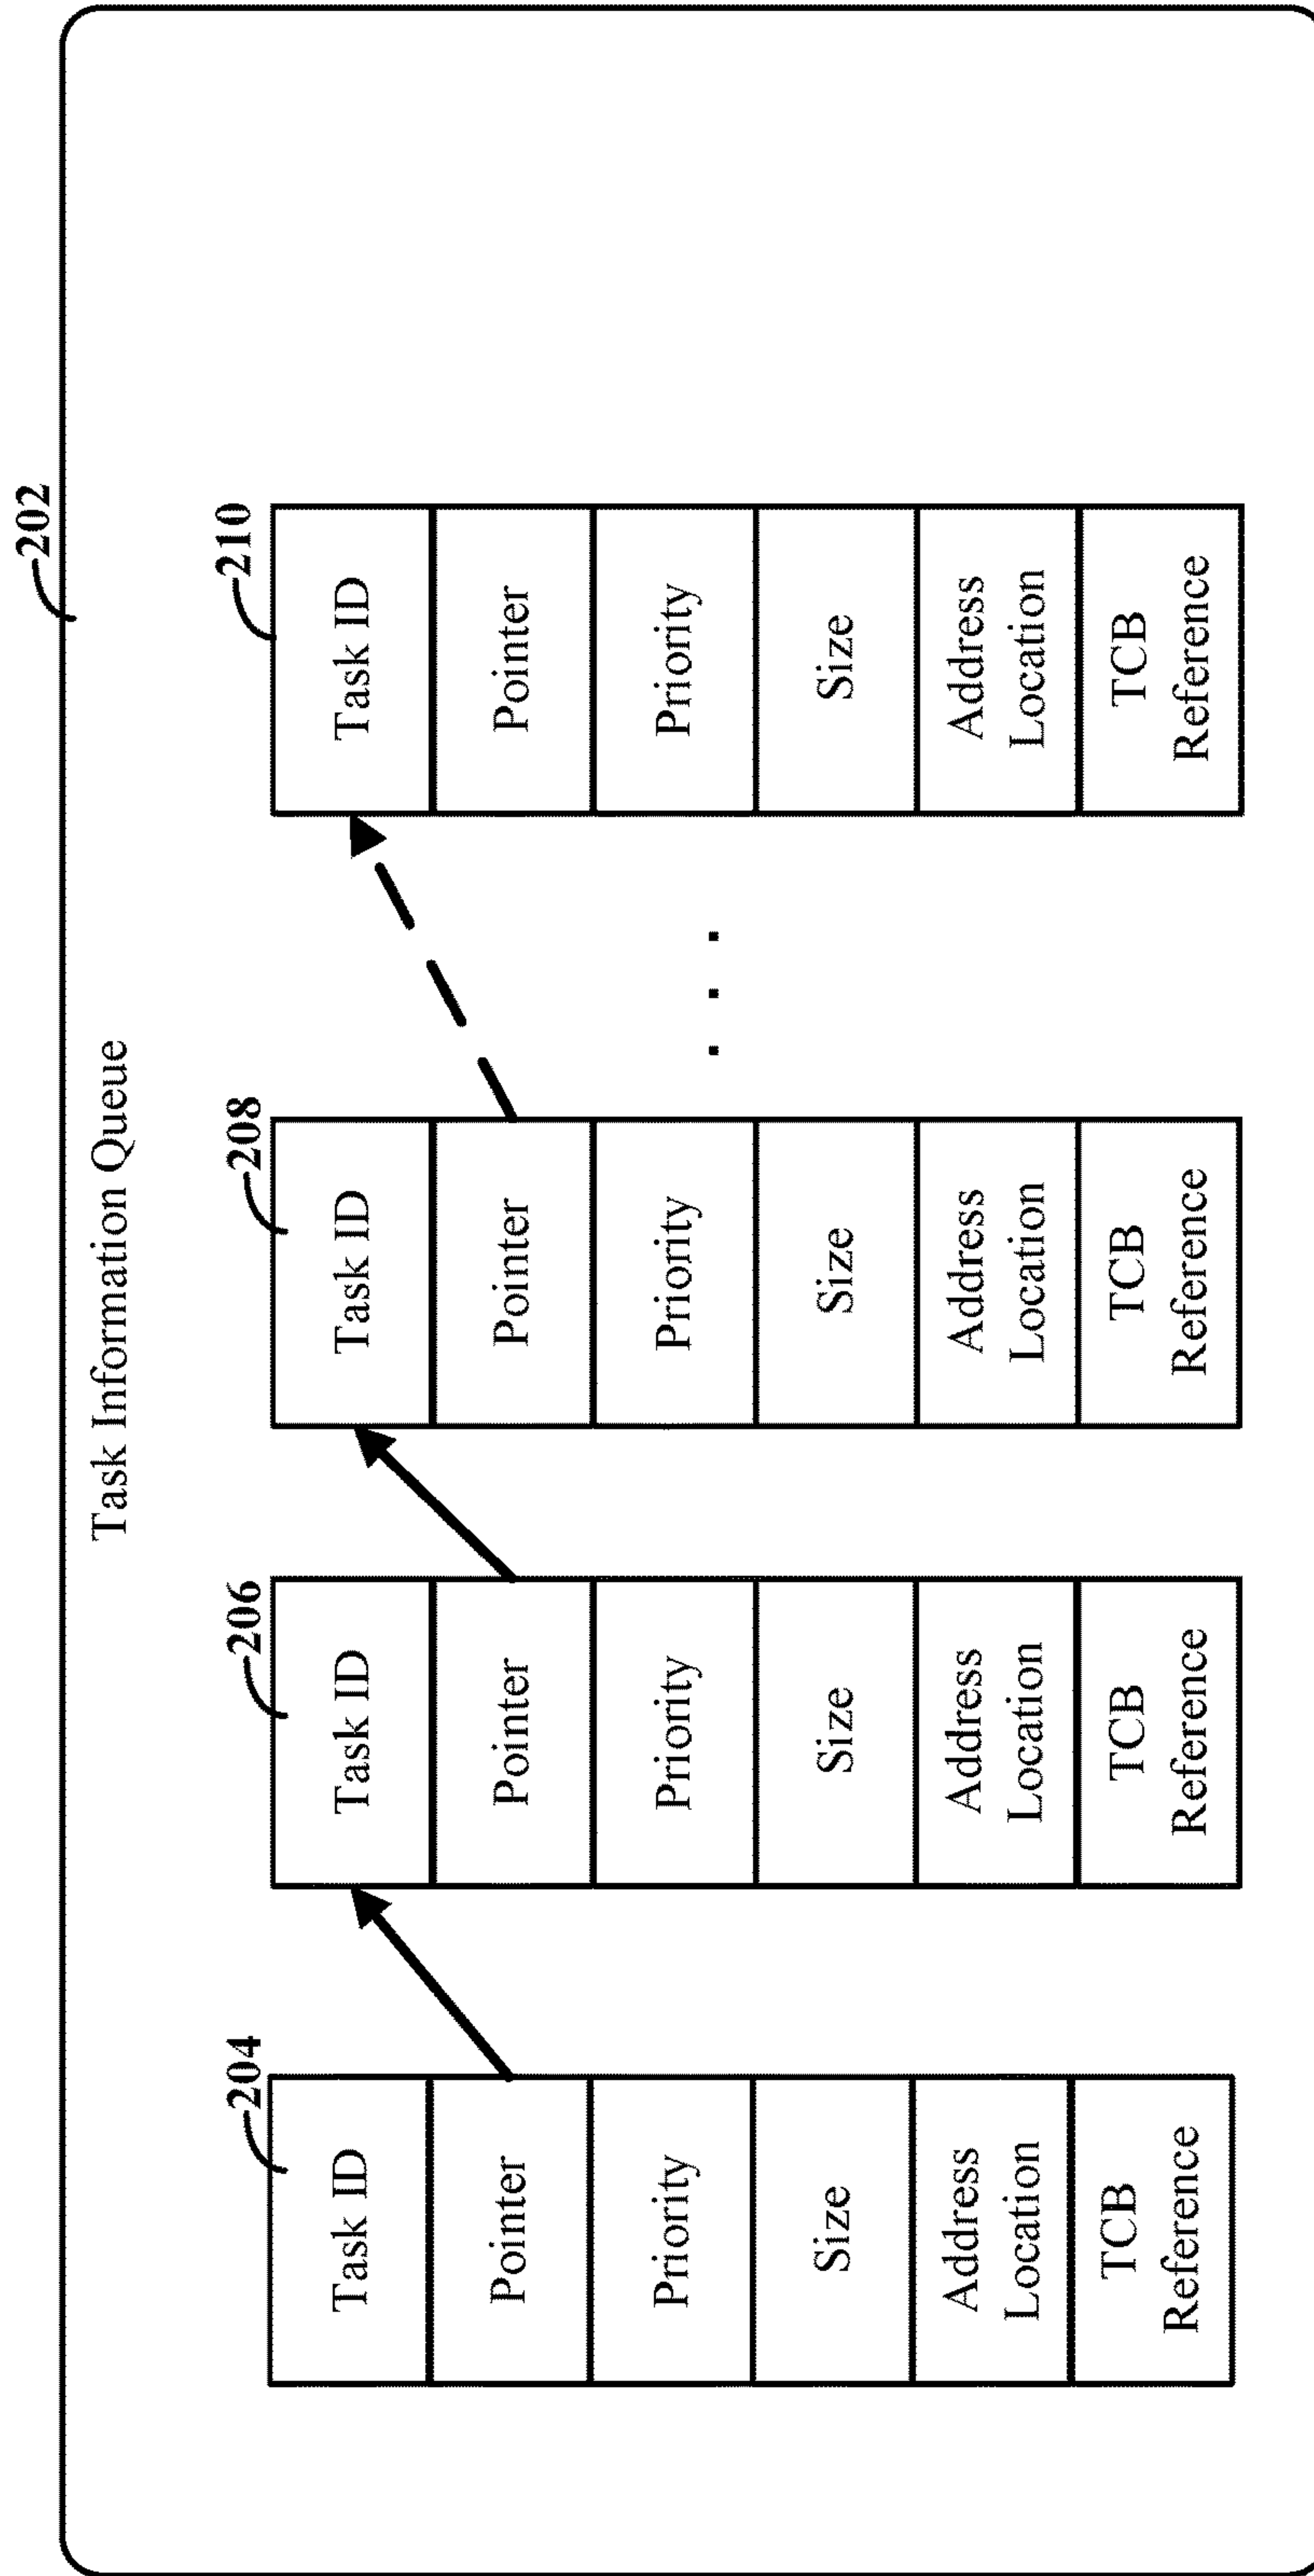 202
Task Information Queue
204
Task ID
Pointer
Priority
Size
Address
Location
TCB
Reference
206
Task ID
Pointer
Priority
Size
Address
Location
TCB
Reference
208
Task ID
Pointer
Priority
Size
Address
Location
TCB
Reference
. . .
210
Task ID
Pointer
Priority
Size
Address
Location
TCB
Reference